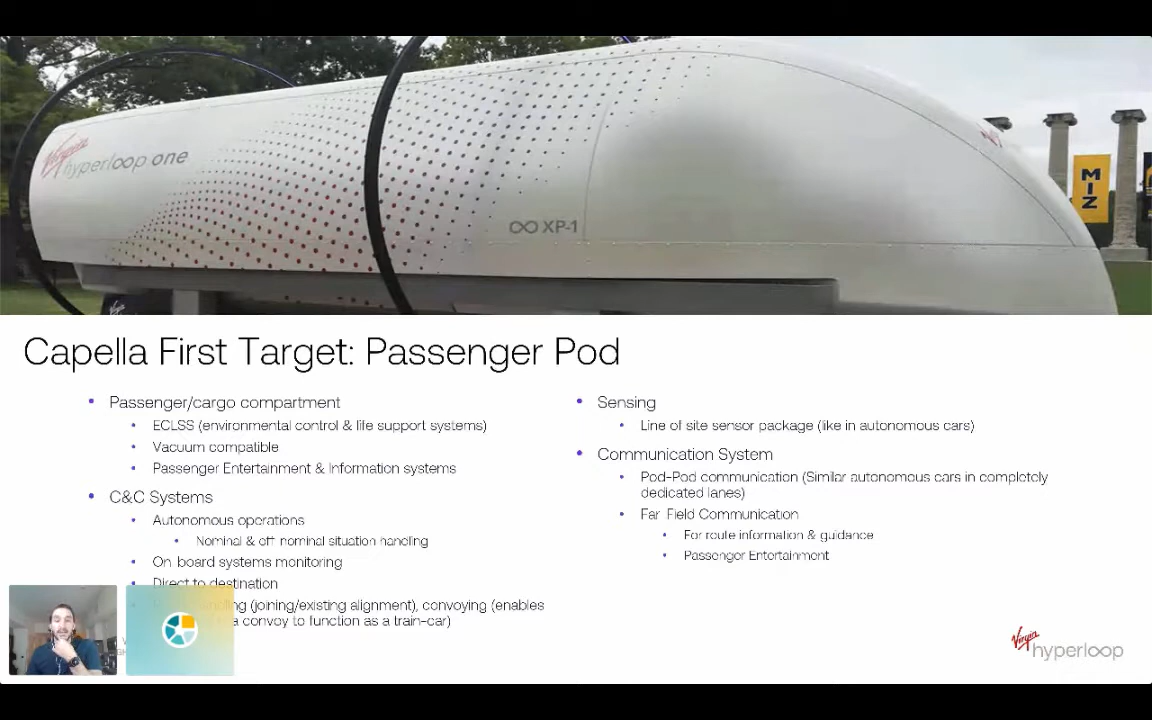 Virgin
hyperloop one
XP-1
MIZ
Virgin
Capella First Target: Passenger Pod
• Passenger/cargo compartment
• ECLSS (environmental control & life support systems)
• Vacuum compatible
• Passenger Entertainment & Information systems
• C&C Systems
• Autonomous operations
• Nominal & off-nominal situation handling
• On-board systems monitoring
• Direct to destination
(joining/existing alignment), convoying (enables
a convoy to function as a train-car)
• Sensing
• Line of site sensor package (like in autonomous cars)
• Communication System
• Pod-Pod communication (Similar autonomous cars in completely
dedicated lanes)
• Far-Field Communication
• For route information & guidance
• Passenger Entertainment
Virgin
hyperloop